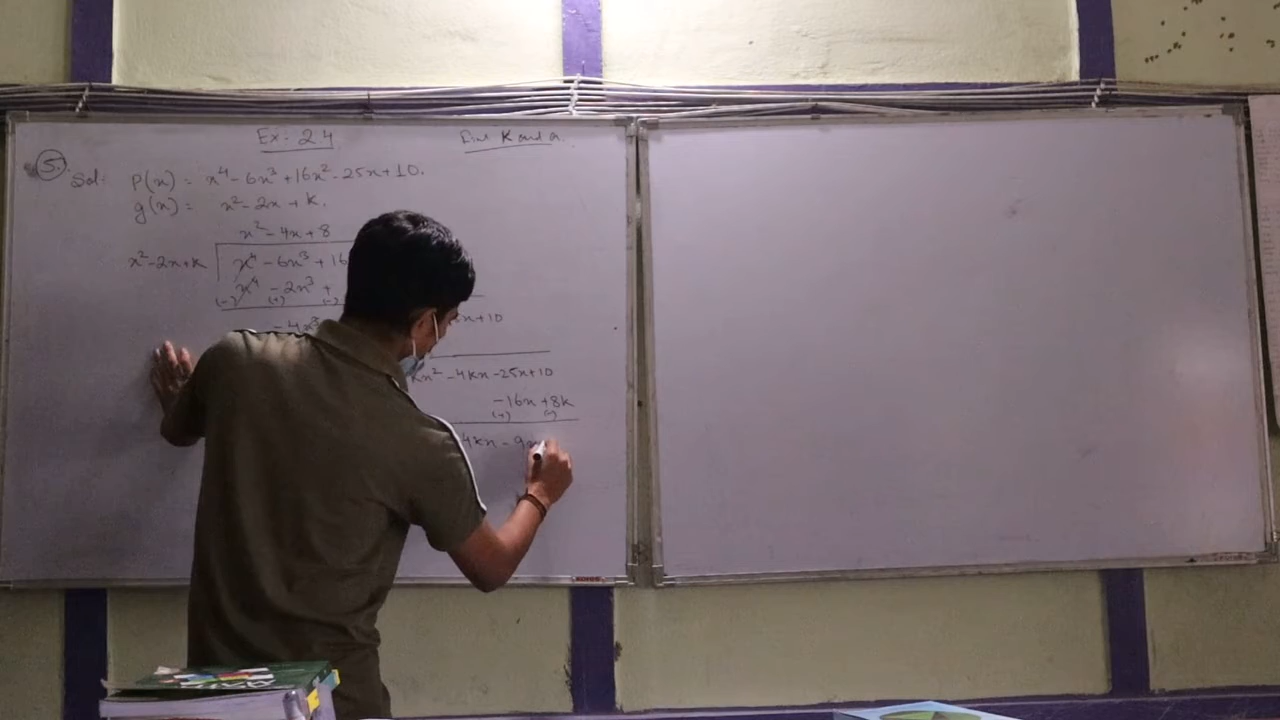 Ex: 2.4
Find K and a.
5.
Sol: P(x) = x⁴ - 6x³ + 16x² - 25x + 10.
g(x) = x² - 2x + k.
x² - 4x + 8
x² - 2x + k x⁴ - 6x³ + 16
x⁴ - 2x³ +
(-) (+) (-)
- 4x³ x + 10
kx² - 4kx - 25x + 10
- 16x + 8k
(+) (-)
4kx - 9x